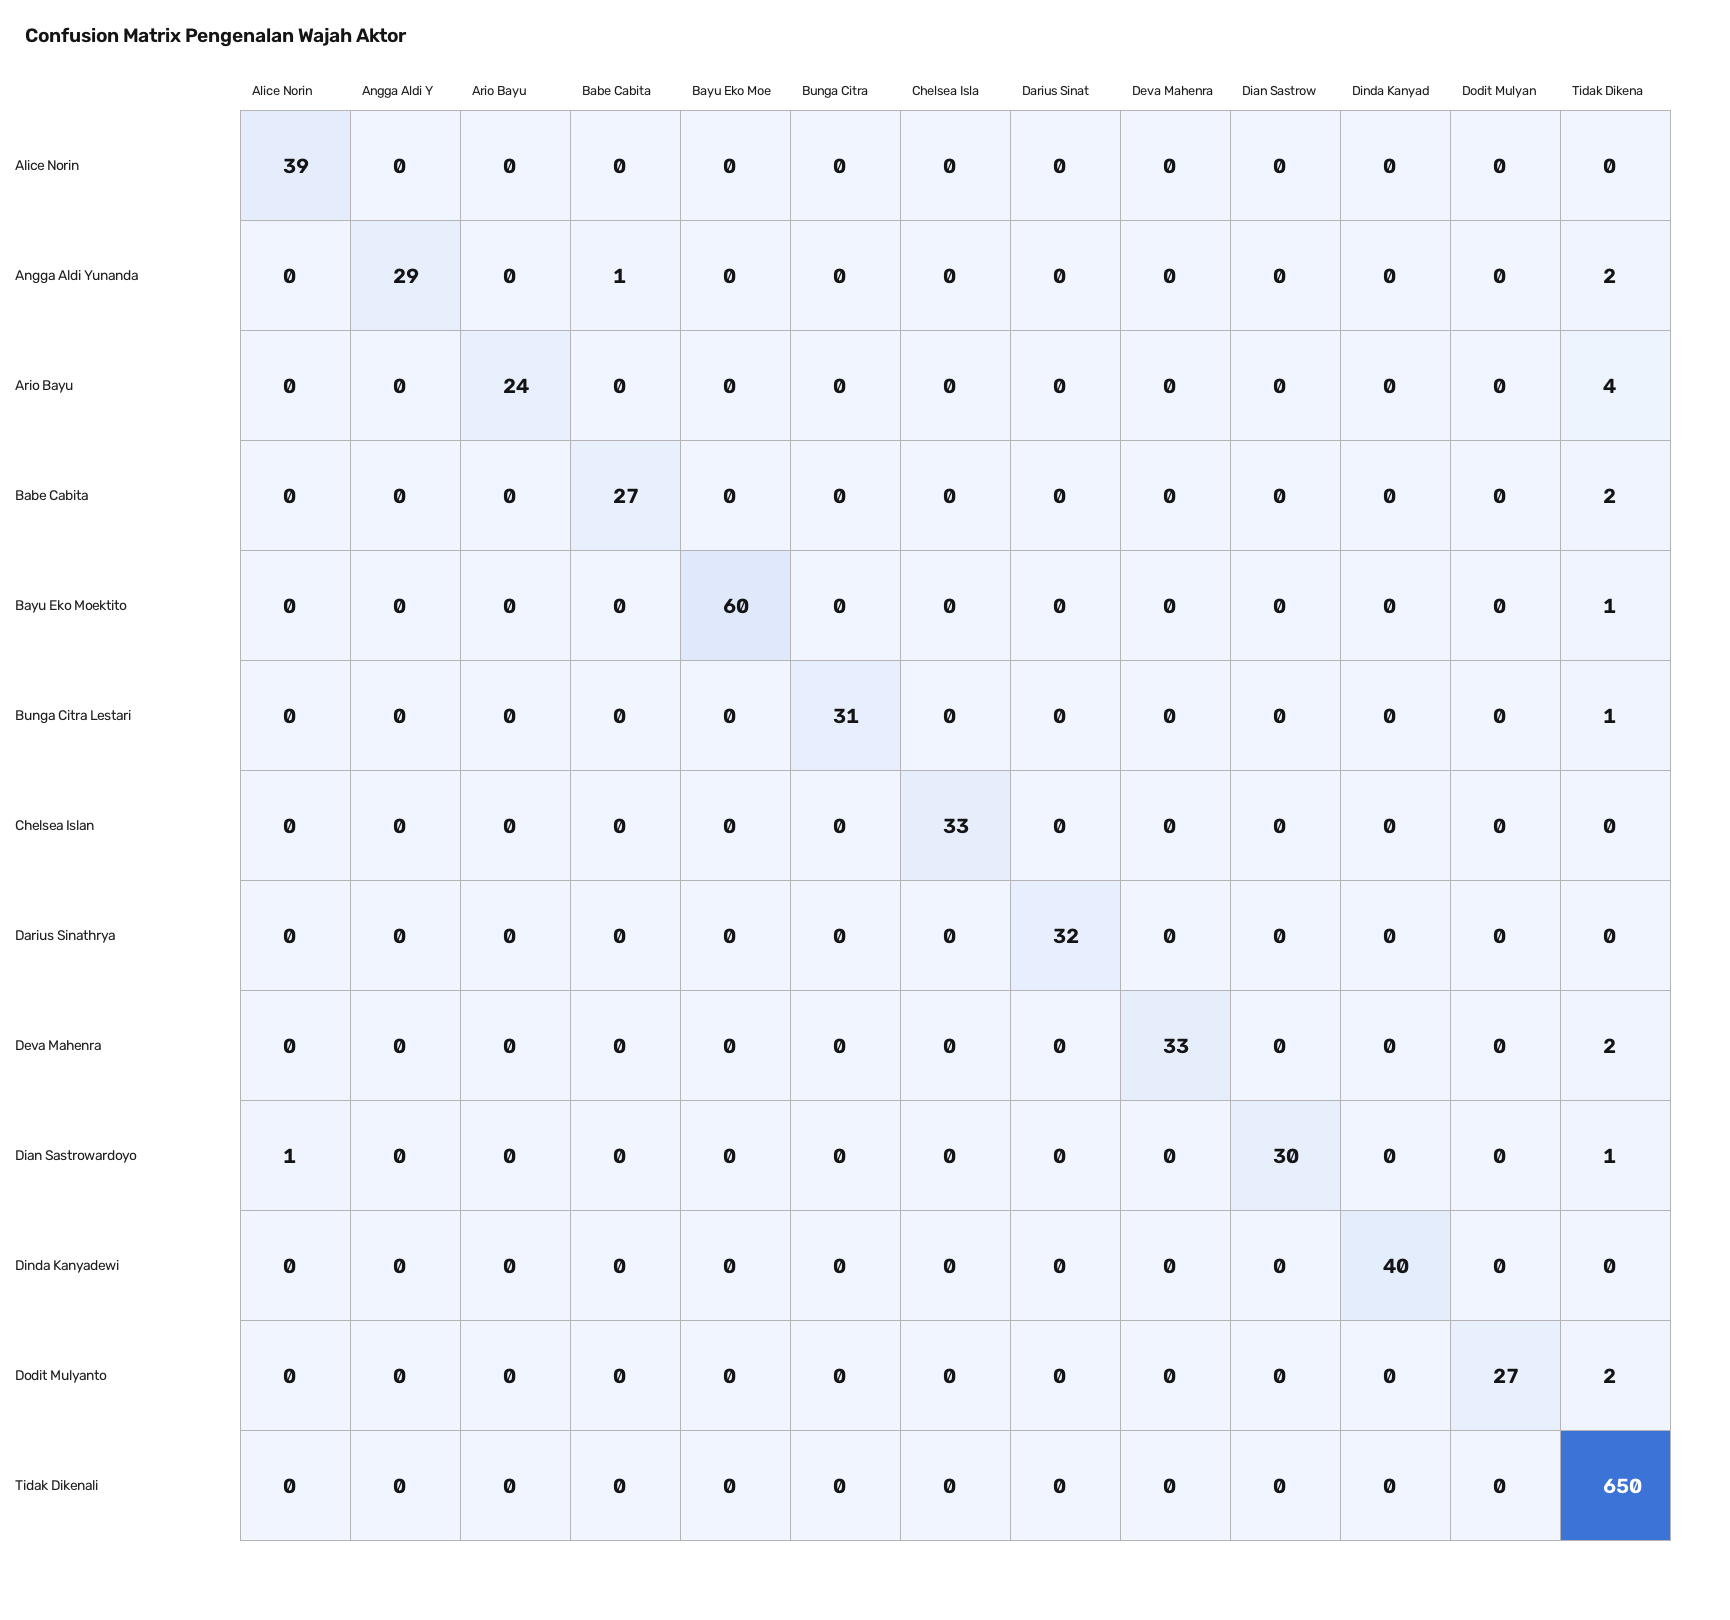 Confusion Matrix Pengenalan Wajah Aktor
Alice Norin Angga Aldi Y Ario Bayu Babe Cabita Bayu Eko Moe Bunga Citra Chelsea Isla Darius Sinat Deva Mahenra Dian Sastrow Dinda Kanyad Dodit Mulyan Tidak Dikena
Alice Norin 39 0 0 0 0 0 0 0 0 0 0 0 0
Angga Aldi Yunanda 0 29 0 1 0 0 0 0 0 0 0 0 2
Ario Bayu 0 0 24 0 0 0 0 0 0 0 0 0 4
Babe Cabita 0 0 0 27 0 0 0 0 0 0 0 0 2
Bayu Eko Moektito 0 0 0 0 60 0 0 0 0 0 0 0 1
Bunga Citra Lestari 0 0 0 0 0 31 0 0 0 0 0 0 1
Chelsea Islan 0 0 0 0 0 0 33 0 0 0 0 0 0
Darius Sinathrya 0 0 0 0 0 0 0 32 0 0 0 0 0
Deva Mahenra 0 0 0 0 0 0 0 0 33 0 0 0 2
Dian Sastrowardoyo 1 0 0 0 0 0 0 0 0 30 0 0 1
Dinda Kanyadewi 0 0 0 0 0 0 0 0 0 0 40 0 0
Dodit Mulyanto 0 0 0 0 0 0 0 0 0 0 0 27 2
Tidak Dikenali 0 0 0 0 0 0 0 0 0 0 0 0 650